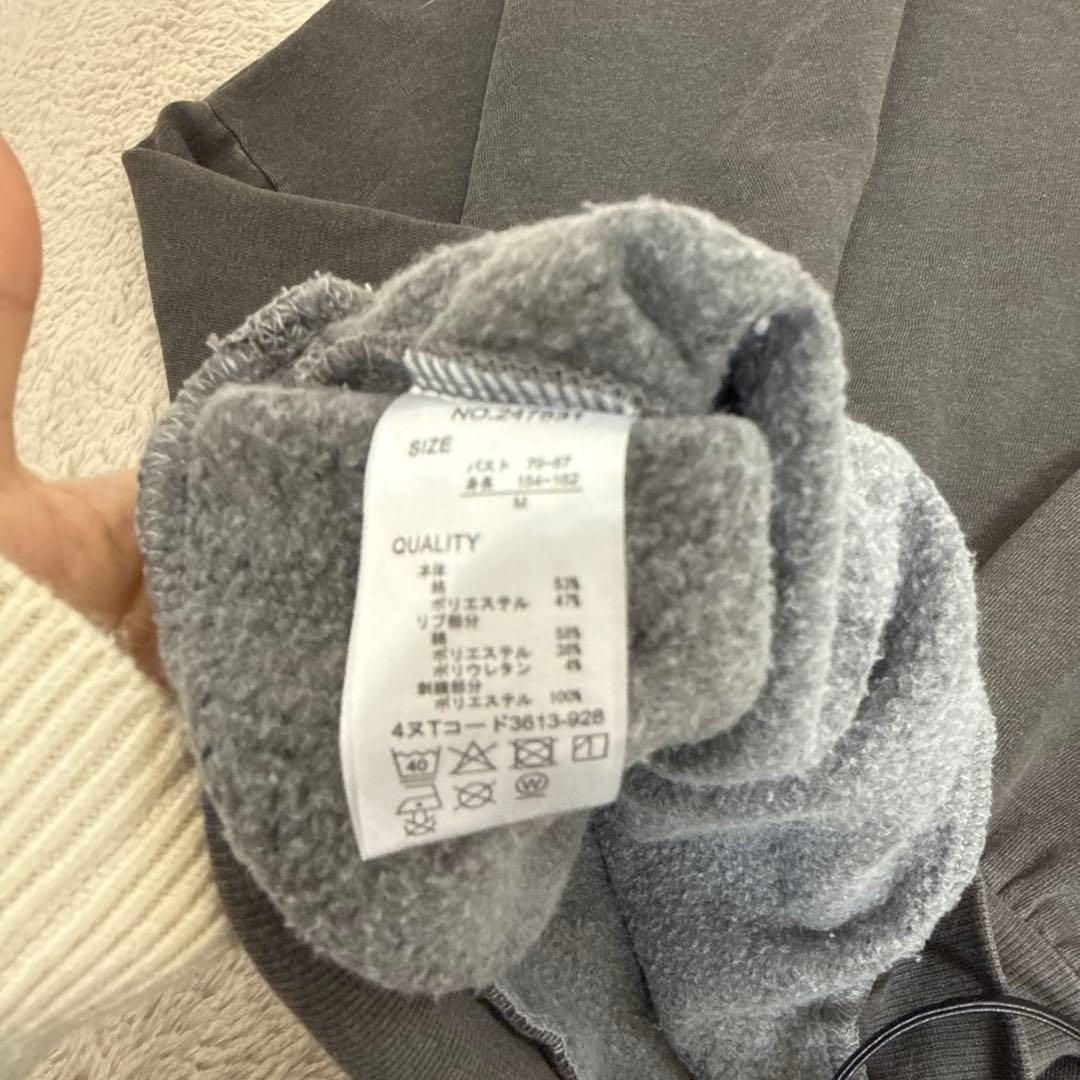 NO.247831
SIZE
バスト 79-87
身長 154-162
M
QUALITY
本体
綿 53%
ポリエステル 47%
リブ部分
綿 58%
ポリエステル 38%
ポリウレタン 4%
刺繍部分
ポリエステル 100%
4ヌTコード3613-928
40
W